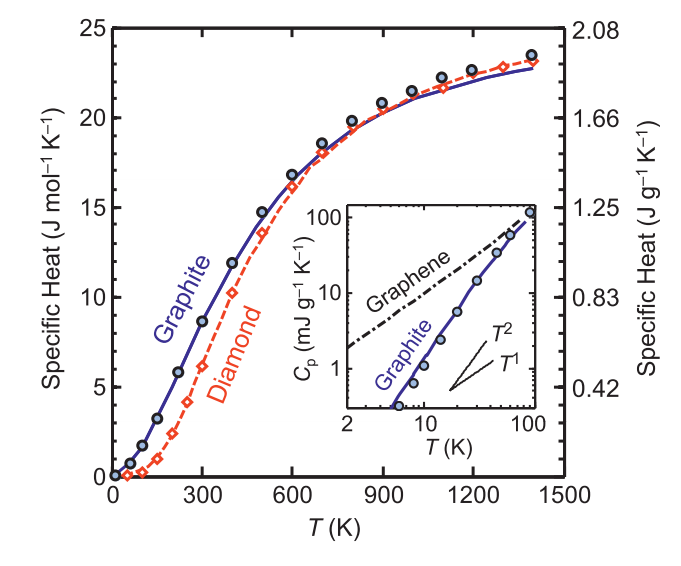 25
20
15
10
5
0
0
300
600
900
1200
1500
T (K)
Specific Heat (J mol⁻¹ K⁻¹)
2.08
1.66
1.25
0.83
0.42
Specific Heat (J g⁻¹ K⁻¹)
Graphite
Diamond
100
10
1
Cₚ (mJ g⁻¹ K⁻¹)
2
10
100
T (K)
Graphene
Graphite
T²
T¹